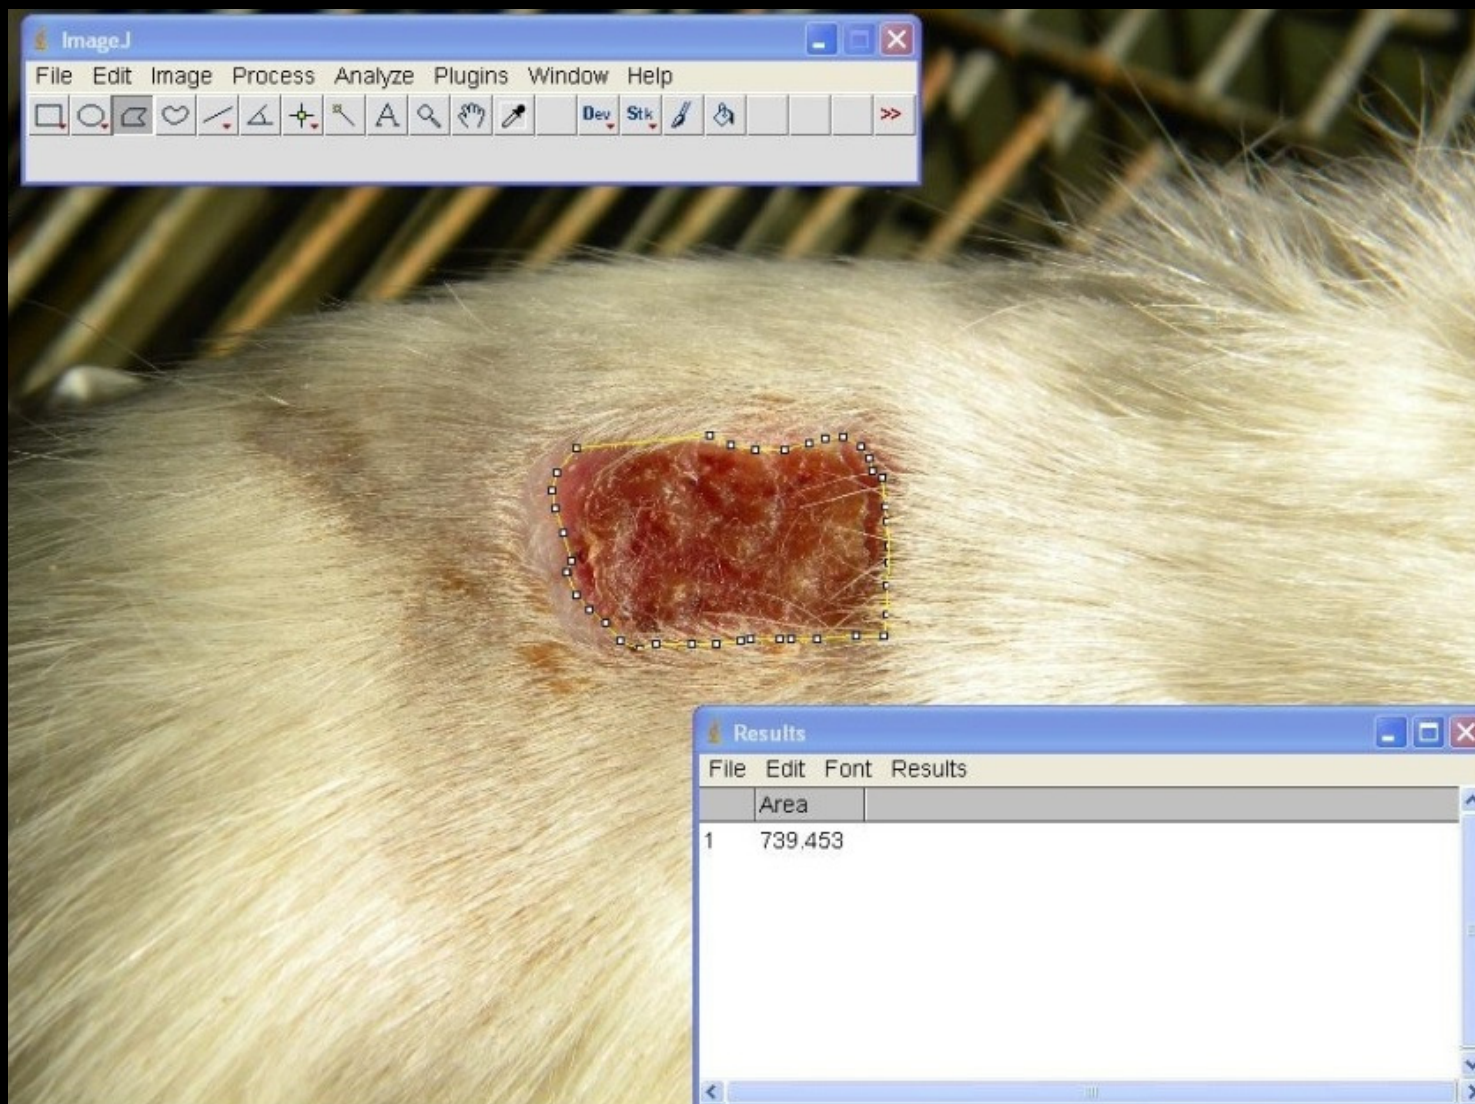 ImageJ
File Edit Image Process Analyze Plugins Window Help
A Dev Stk >>
Results
File Edit Font Results
Area
1 739.453